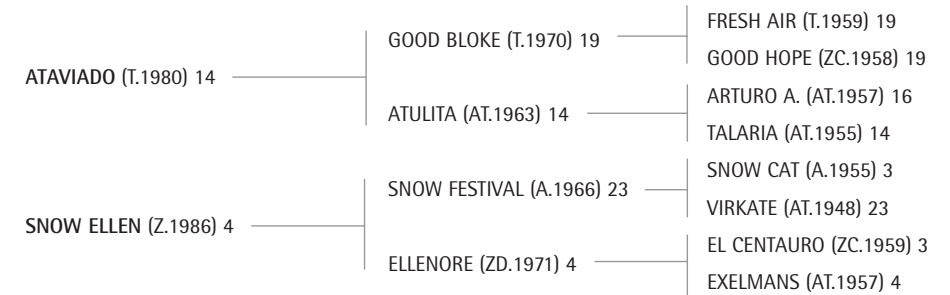 ATAVIADO (T.1980) 14
GOOD BLOKE (T.1970) 19
FRESH AIR (T.1959) 19
GOOD HOPE (ZC.1958) 19
ATULITA (AT.1963) 14
ARTURO A. (AT.1957) 16
TALARIA (AT.1955) 14
SNOW ELLEN (Z.1986) 4
SNOW FESTIVAL (A.1966) 23
SNOW CAT (A.1955) 3
VIRKATE (AT.1948) 23
ELLENORE (ZD.1971) 4
EL CENTAURO (ZC.1959) 3
EXELMANS (AT.1957) 4